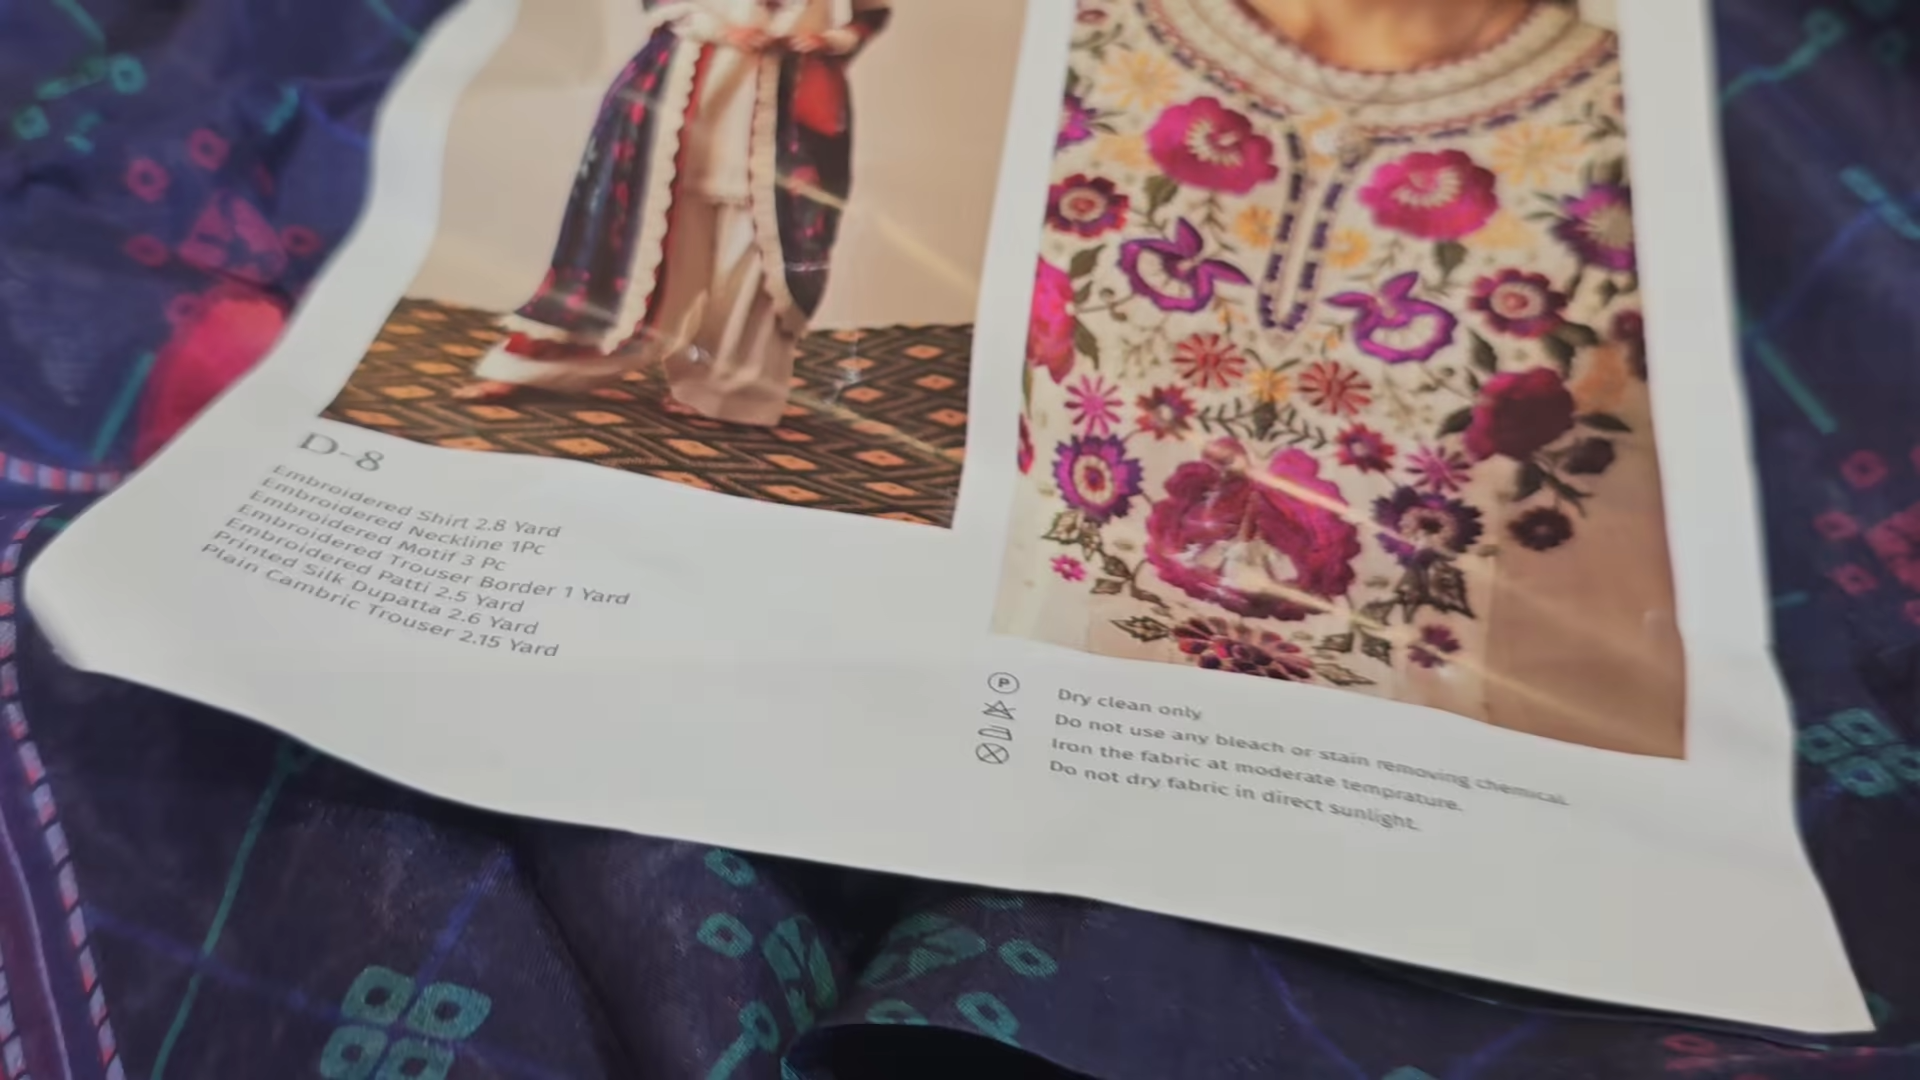 D-8
Embroidered Shirt 2.8 Yard
Embroidered Neckline 1Pc
Embroidered Motif 3 Pc
Embroidered Trouser Border 1 Yard
Embroidered Patti 2.5 Yard
Printed Silk Dupatta 2.6 Yard
Plain Cambric Trouser 2.15 Yard
P
Dry clean only
Do not use any bleach or stain removing chemical.
Iron the fabric at moderate temprature.
Do not dry fabric in direct sunlight.